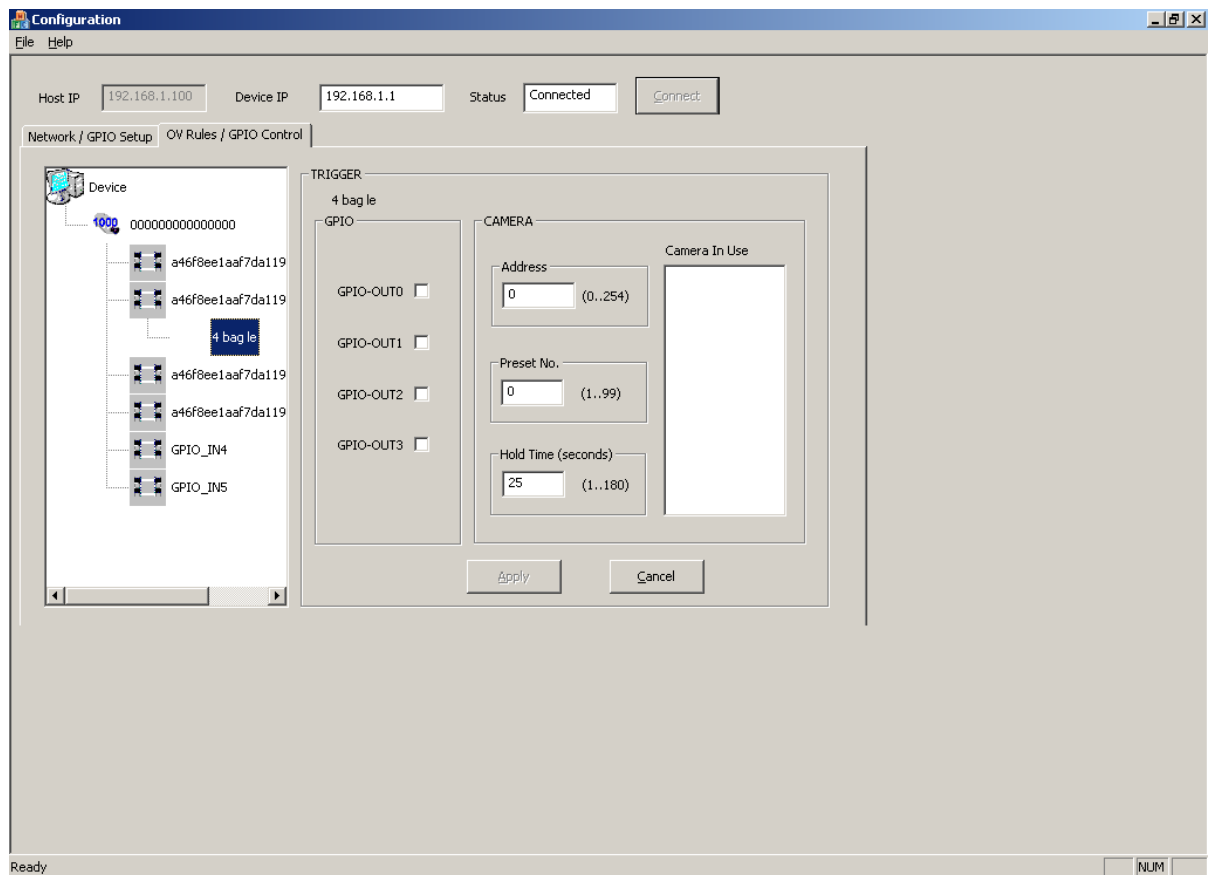 Configuration
File Help
Host IP 192.168.1.100 Device IP 192.168.1.1 Status Connected Connect
Network / GPIO Setup OV Rules / GPIO Control
Device
1000 000000000000000
a46f8ee1aaf7da119
a46f8ee1aaf7da119
4 bag le
a46f8ee1aaf7da119
a46f8ee1aaf7da119
GPIO_IN4
GPIO_IN5
TRIGGER
4 bag le
GPIO
GPIO-OUT0
GPIO-OUT1
GPIO-OUT2
GPIO-OUT3
CAMERA
Address
0 (0..254)
Preset No.
0 (1..99)
Hold Time (seconds)
25 (1..180)
Camera In Use
Apply Cancel
Ready NUM